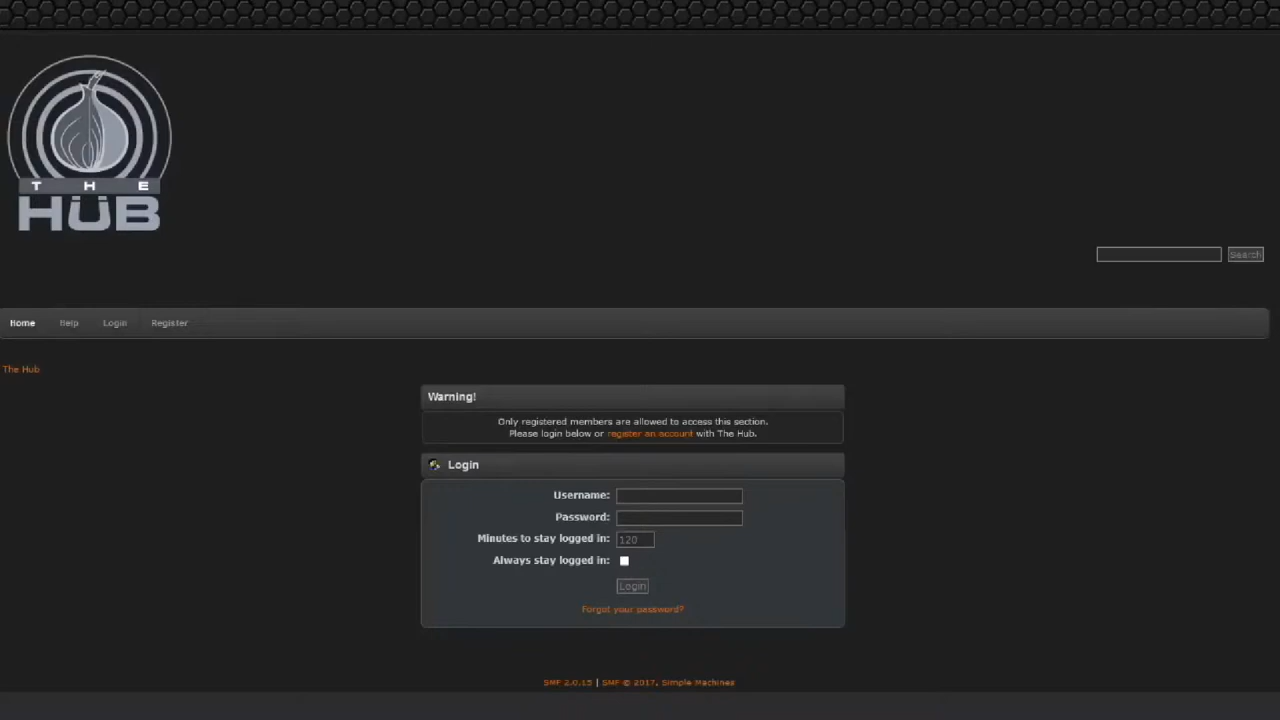 THE
HÜB
Search
Home Help Login Register
The Hub
Warning!
Only registered members are allowed to access this section.
Please login below or register an account with The Hub.
Login
Username:
Password:
Minutes to stay logged in: 120
Always stay logged in:
Login
Forgot your password?
SMF 2.0.15 | SMF © 2017, Simple Machines